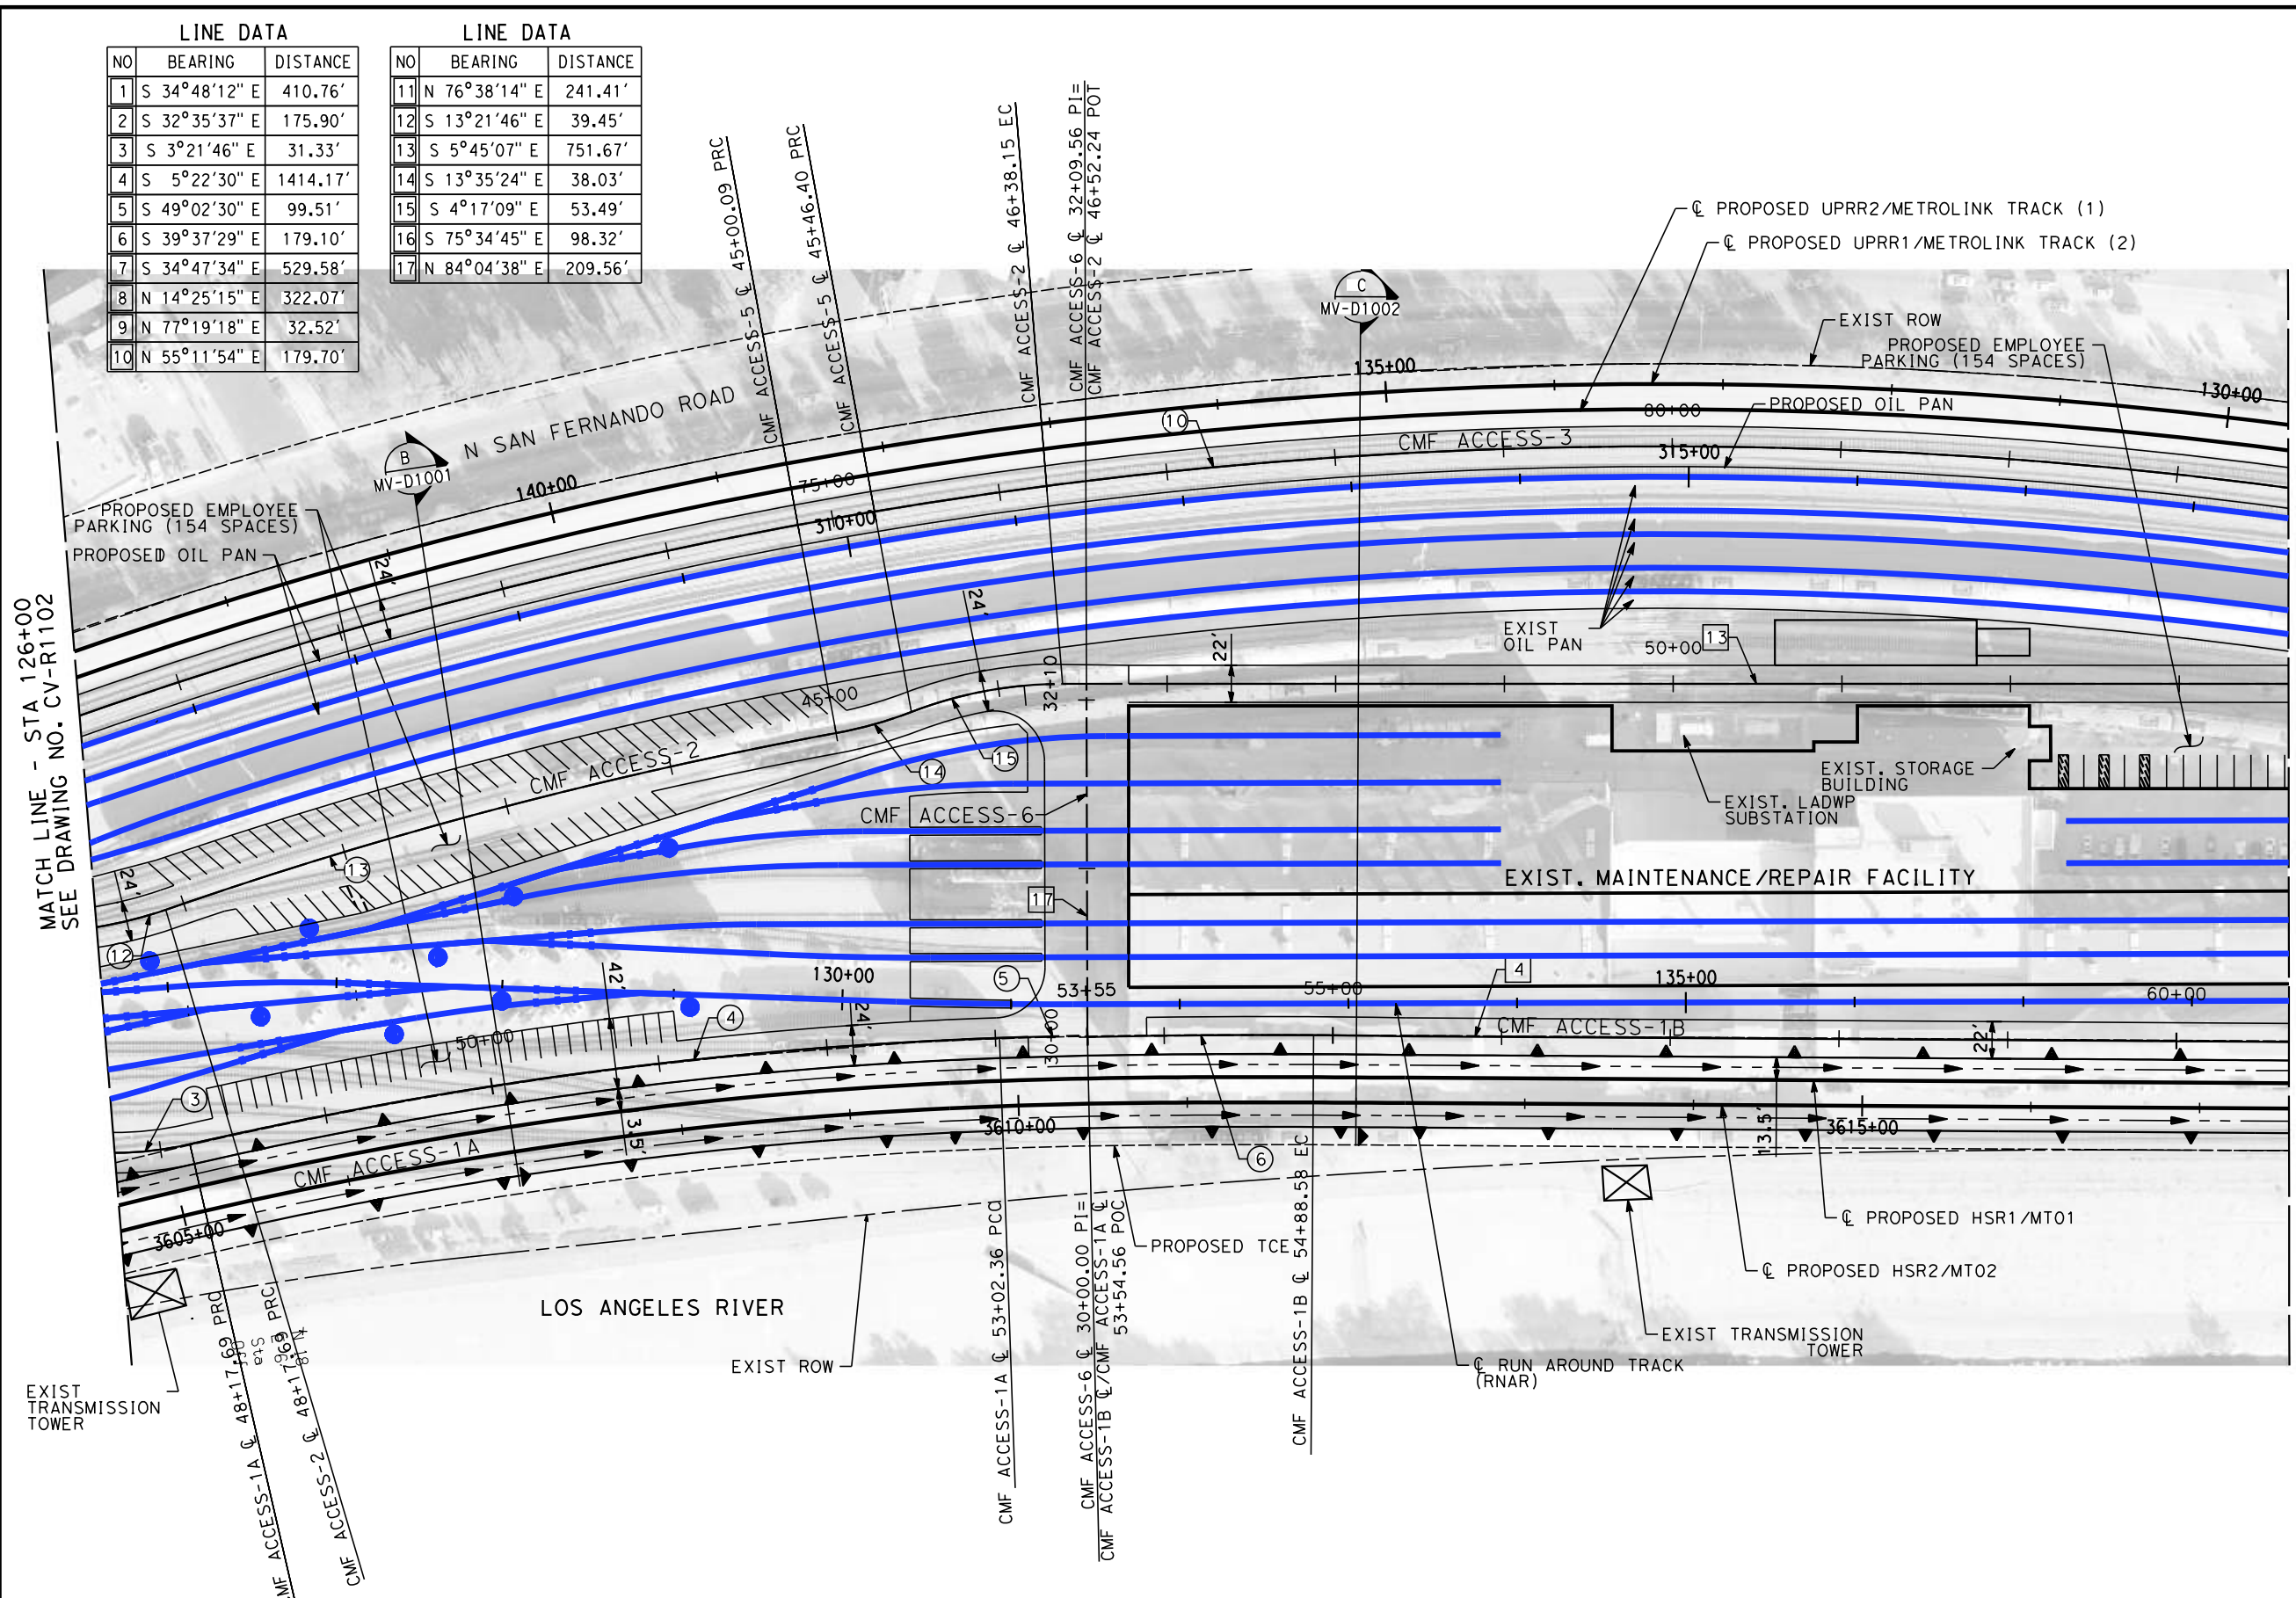 LINE DATA
NO BEARING DISTANCE
1 S 34°48'12" E 410.76'
2 S 32°35'37" E 175.90'
3 S 3°21'46" E 31.33'
4 S 5°22'30" E 1414.17'
5 S 49°02'30" E 99.51'
6 S 39°37'29" E 179.10'
7 S 34°47'34" E 529.58'
8 N 14°25'15" E 322.07'
9 N 77°19'18" E 32.52'
10 N 55°11'54" E 179.70'
LINE DATA
NO BEARING DISTANCE
11 N 76°38'14" E 241.41'
12 S 13°21'46" E 39.45'
13 S 5°45'07" E 751.67'
14 S 13°35'24" E 38.03'
15 S 4°17'09" E 53.49'
16 S 75°34'45" E 98.32'
17 N 84°04'38" E 209.56'
CMF ACCESS-5 ℄ 45+00.09 PRC
CMF ACCESS-5 ℄ 45+46.40 PRC
CMF ACCESS-2 ℄ 46+38.15 EC
CMF ACCESS-6 ℄ 32+09.56 PI=
CMF ACCESS-2 ℄ 46+52.24 POT
C
MV-D1002
℄ PROPOSED UPRR2/METROLINK TRACK (1)
℄ PROPOSED UPRR1/METROLINK TRACK (2)
EXIST ROW
PROPOSED EMPLOYEE
PARKING (154 SPACES)
135+00
130+00
80+00
PROPOSED OIL PAN
10
CMF ACCESS-3
315+00
N SAN FERNANDO ROAD
B
MV-D1001
140+00
75+00
310+00
PROPOSED EMPLOYEE
PARKING (154 SPACES)
PROPOSED OIL PAN
24'
24'
22'
EXIST
OIL PAN
50+00
13
MATCH LINE - STA 126+00
SEE DRAWING NO. CV-R1102
45+00
32+10
CMF ACCESS-2
14
15
CMF ACCESS-6
EXIST. STORAGE
BUILDING
EXIST. LADWP
SUBSTATION
EXIST. MAINTENANCE/REPAIR FACILITY
24'
13
12
17
42'
130+00
24'
5
53+55
4
55+00
135+00
60+00
4
50+00
30+00
CMF ACCESS-1B
22'
3
3.5'
3610+00
13.5'
3615+00
CMF ACCESS-1A
6
3605+00
℄ PROPOSED HSR1/MT01
PROPOSED TCE
℄ PROPOSED HSR2/MT02
LOS ANGELES RIVER
EXIST ROW
EXIST TRANSMISSION
TOWER
℄ RUN AROUND TRACK
(RNAR)
EXIST
TRANSMISSION
TOWER
Sta
CMF ACCESS-1A ℄ 48+17.69 PRC
CMF ACCESS-2 ℄ 48+17.69 PRC
CMF ACCESS-1A ℄ 53+02.36 PCC
CMF ACCESS-6 ℄ 30+00.00 PI=
CMF ACCESS-1B ℄/CMF ACCESS-1A ℄
53+54.56 POC
CMF ACCESS-1B ℄ 54+88.58 EC